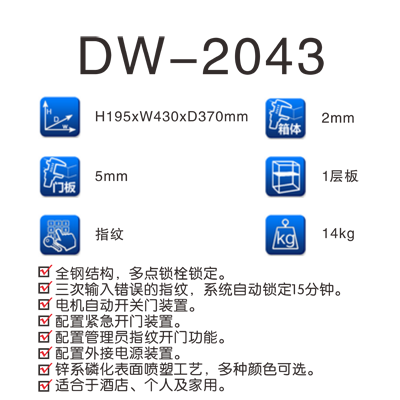 DW-2043
H W D H195xW430xD370mm
箱体 2mm
门板 5mm
1层板
指纹
kg 14kg
全钢结构，多点锁栓锁定。
三次输入错误的指纹，系统自动锁定15分钟。
电机自动开关门装置。
配置紧急开门装置。
配置管理员指纹开门功能。
配置外接电源装置。
锌系磷化表面喷塑工艺，多种颜色可选。
适合于酒店、个人及家用。